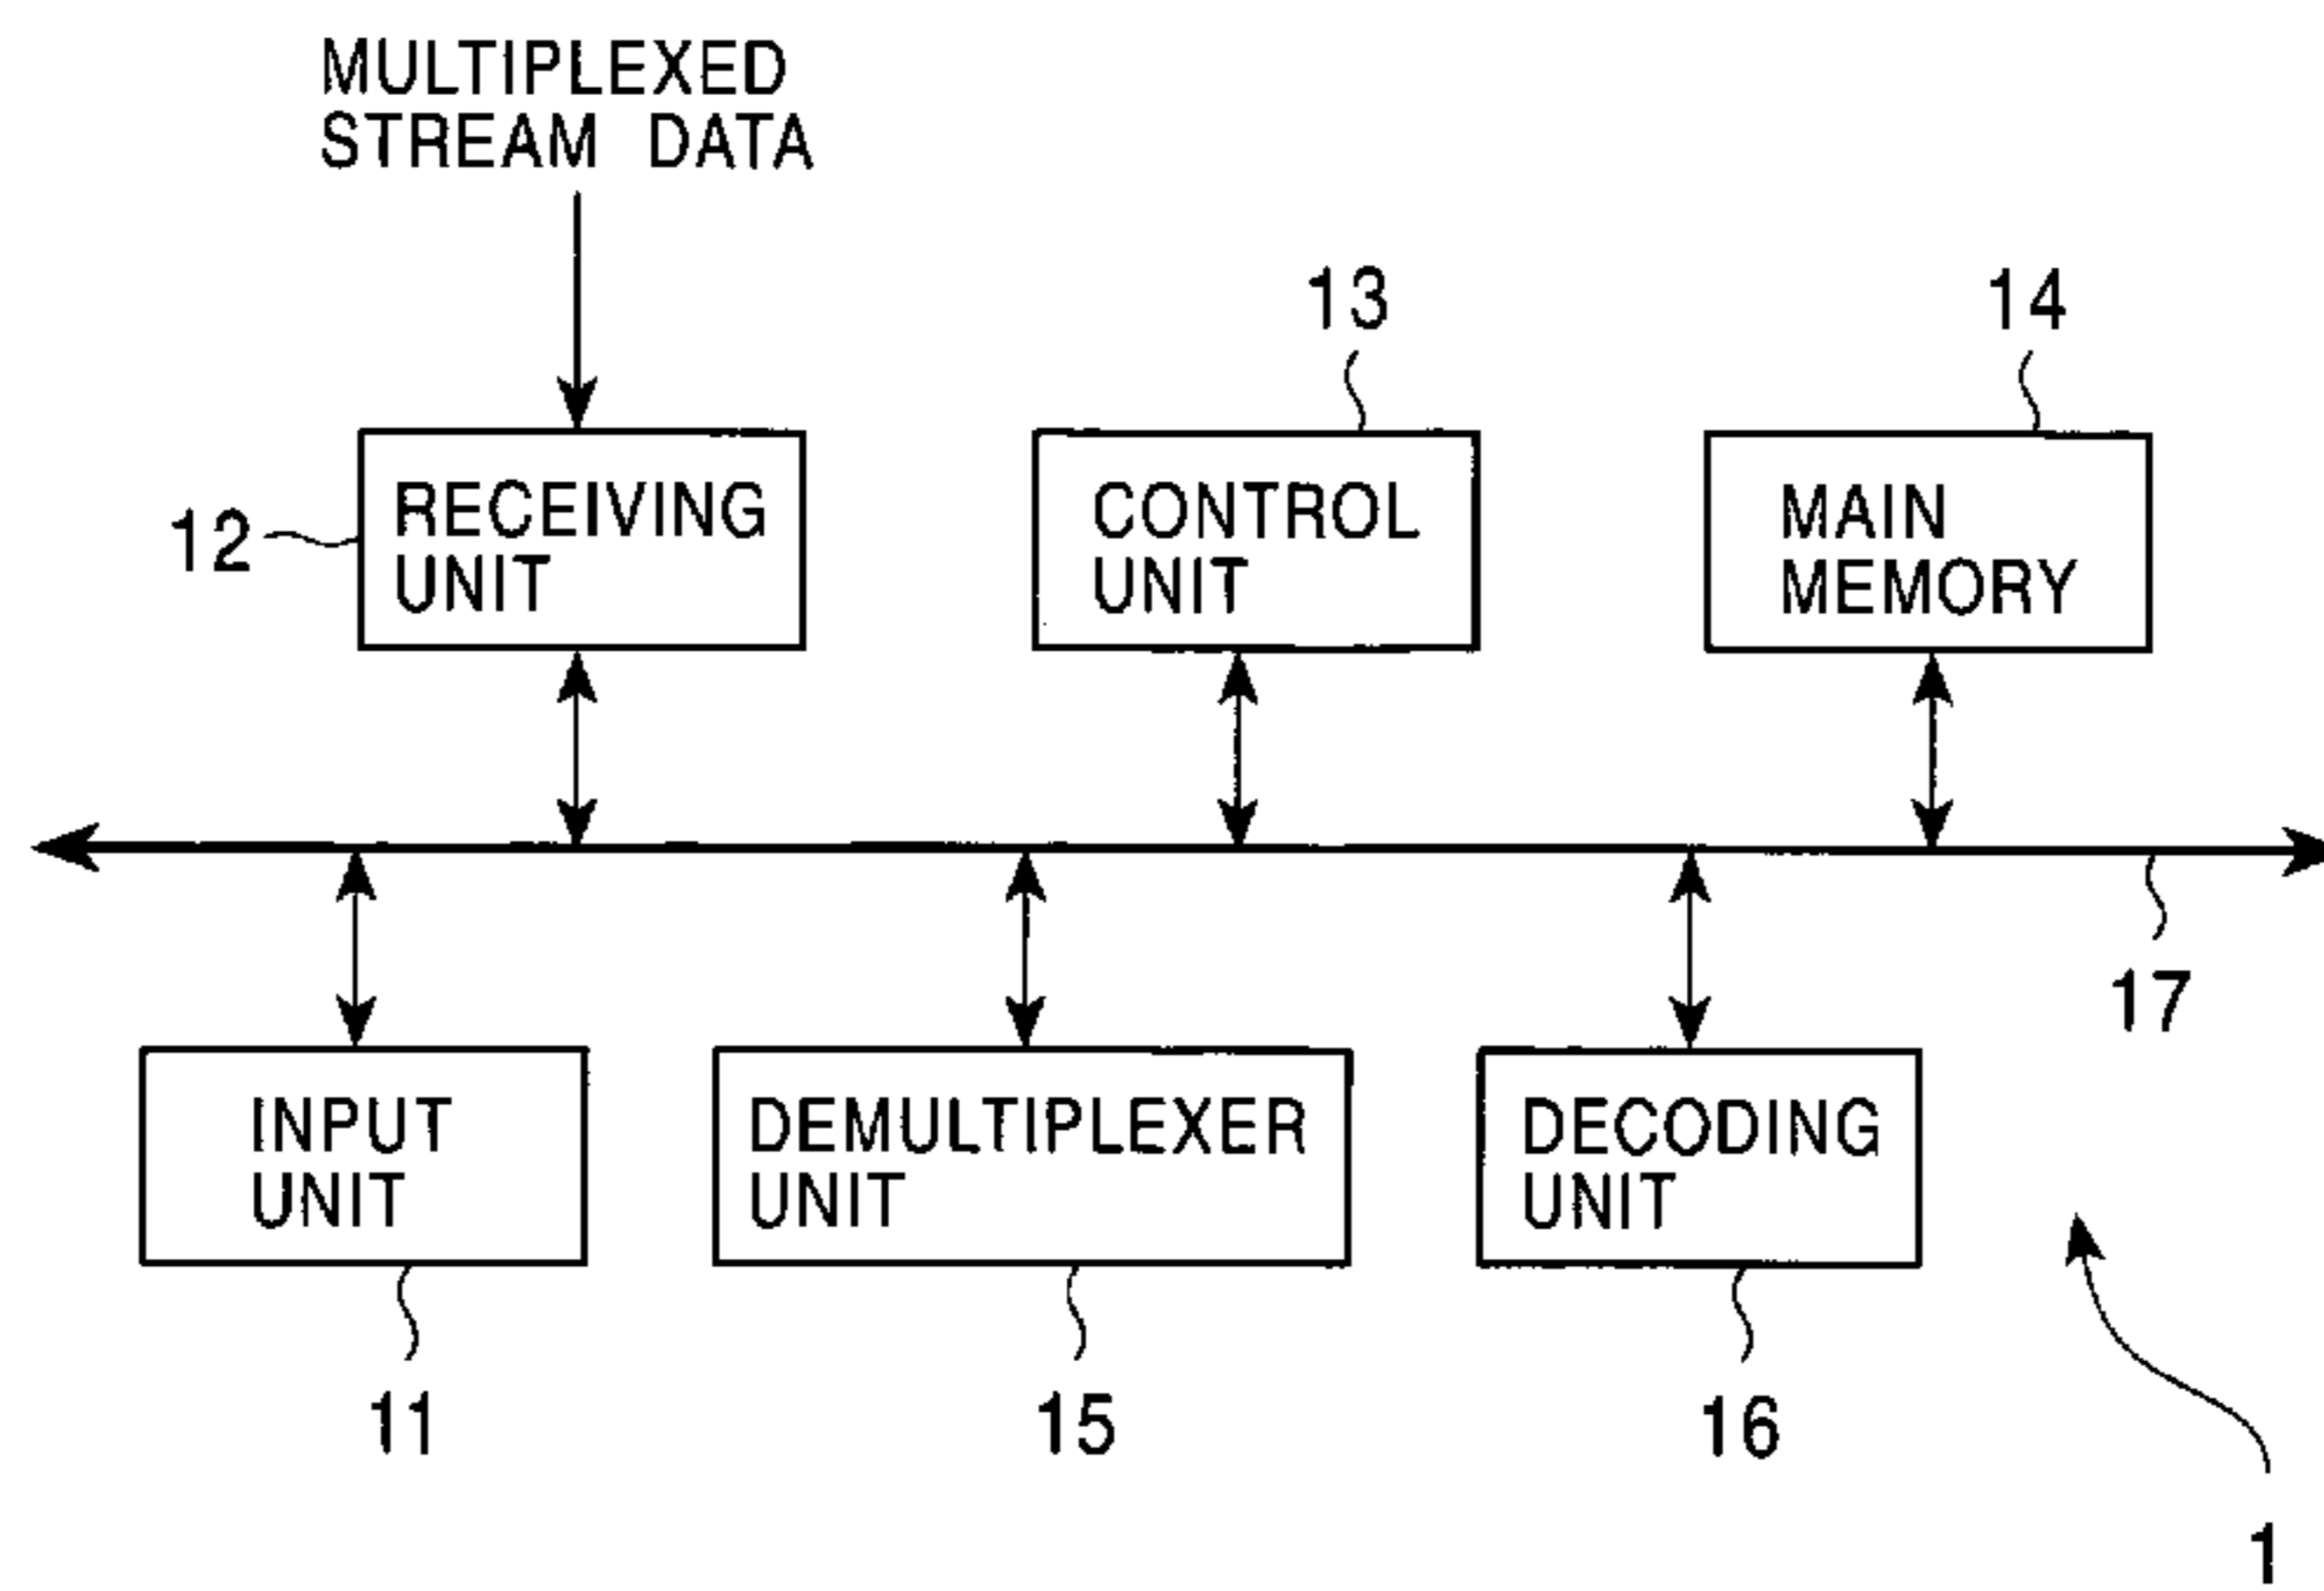 MULTIPLEXED
STREAM DATA
13
14
12
RECEIVING
UNIT
CONTROL
UNIT
MAIN
MEMORY
17
INPUT
UNIT
DEMULTIPLEXER
UNIT
DECODING
UNIT
11
15
16
1